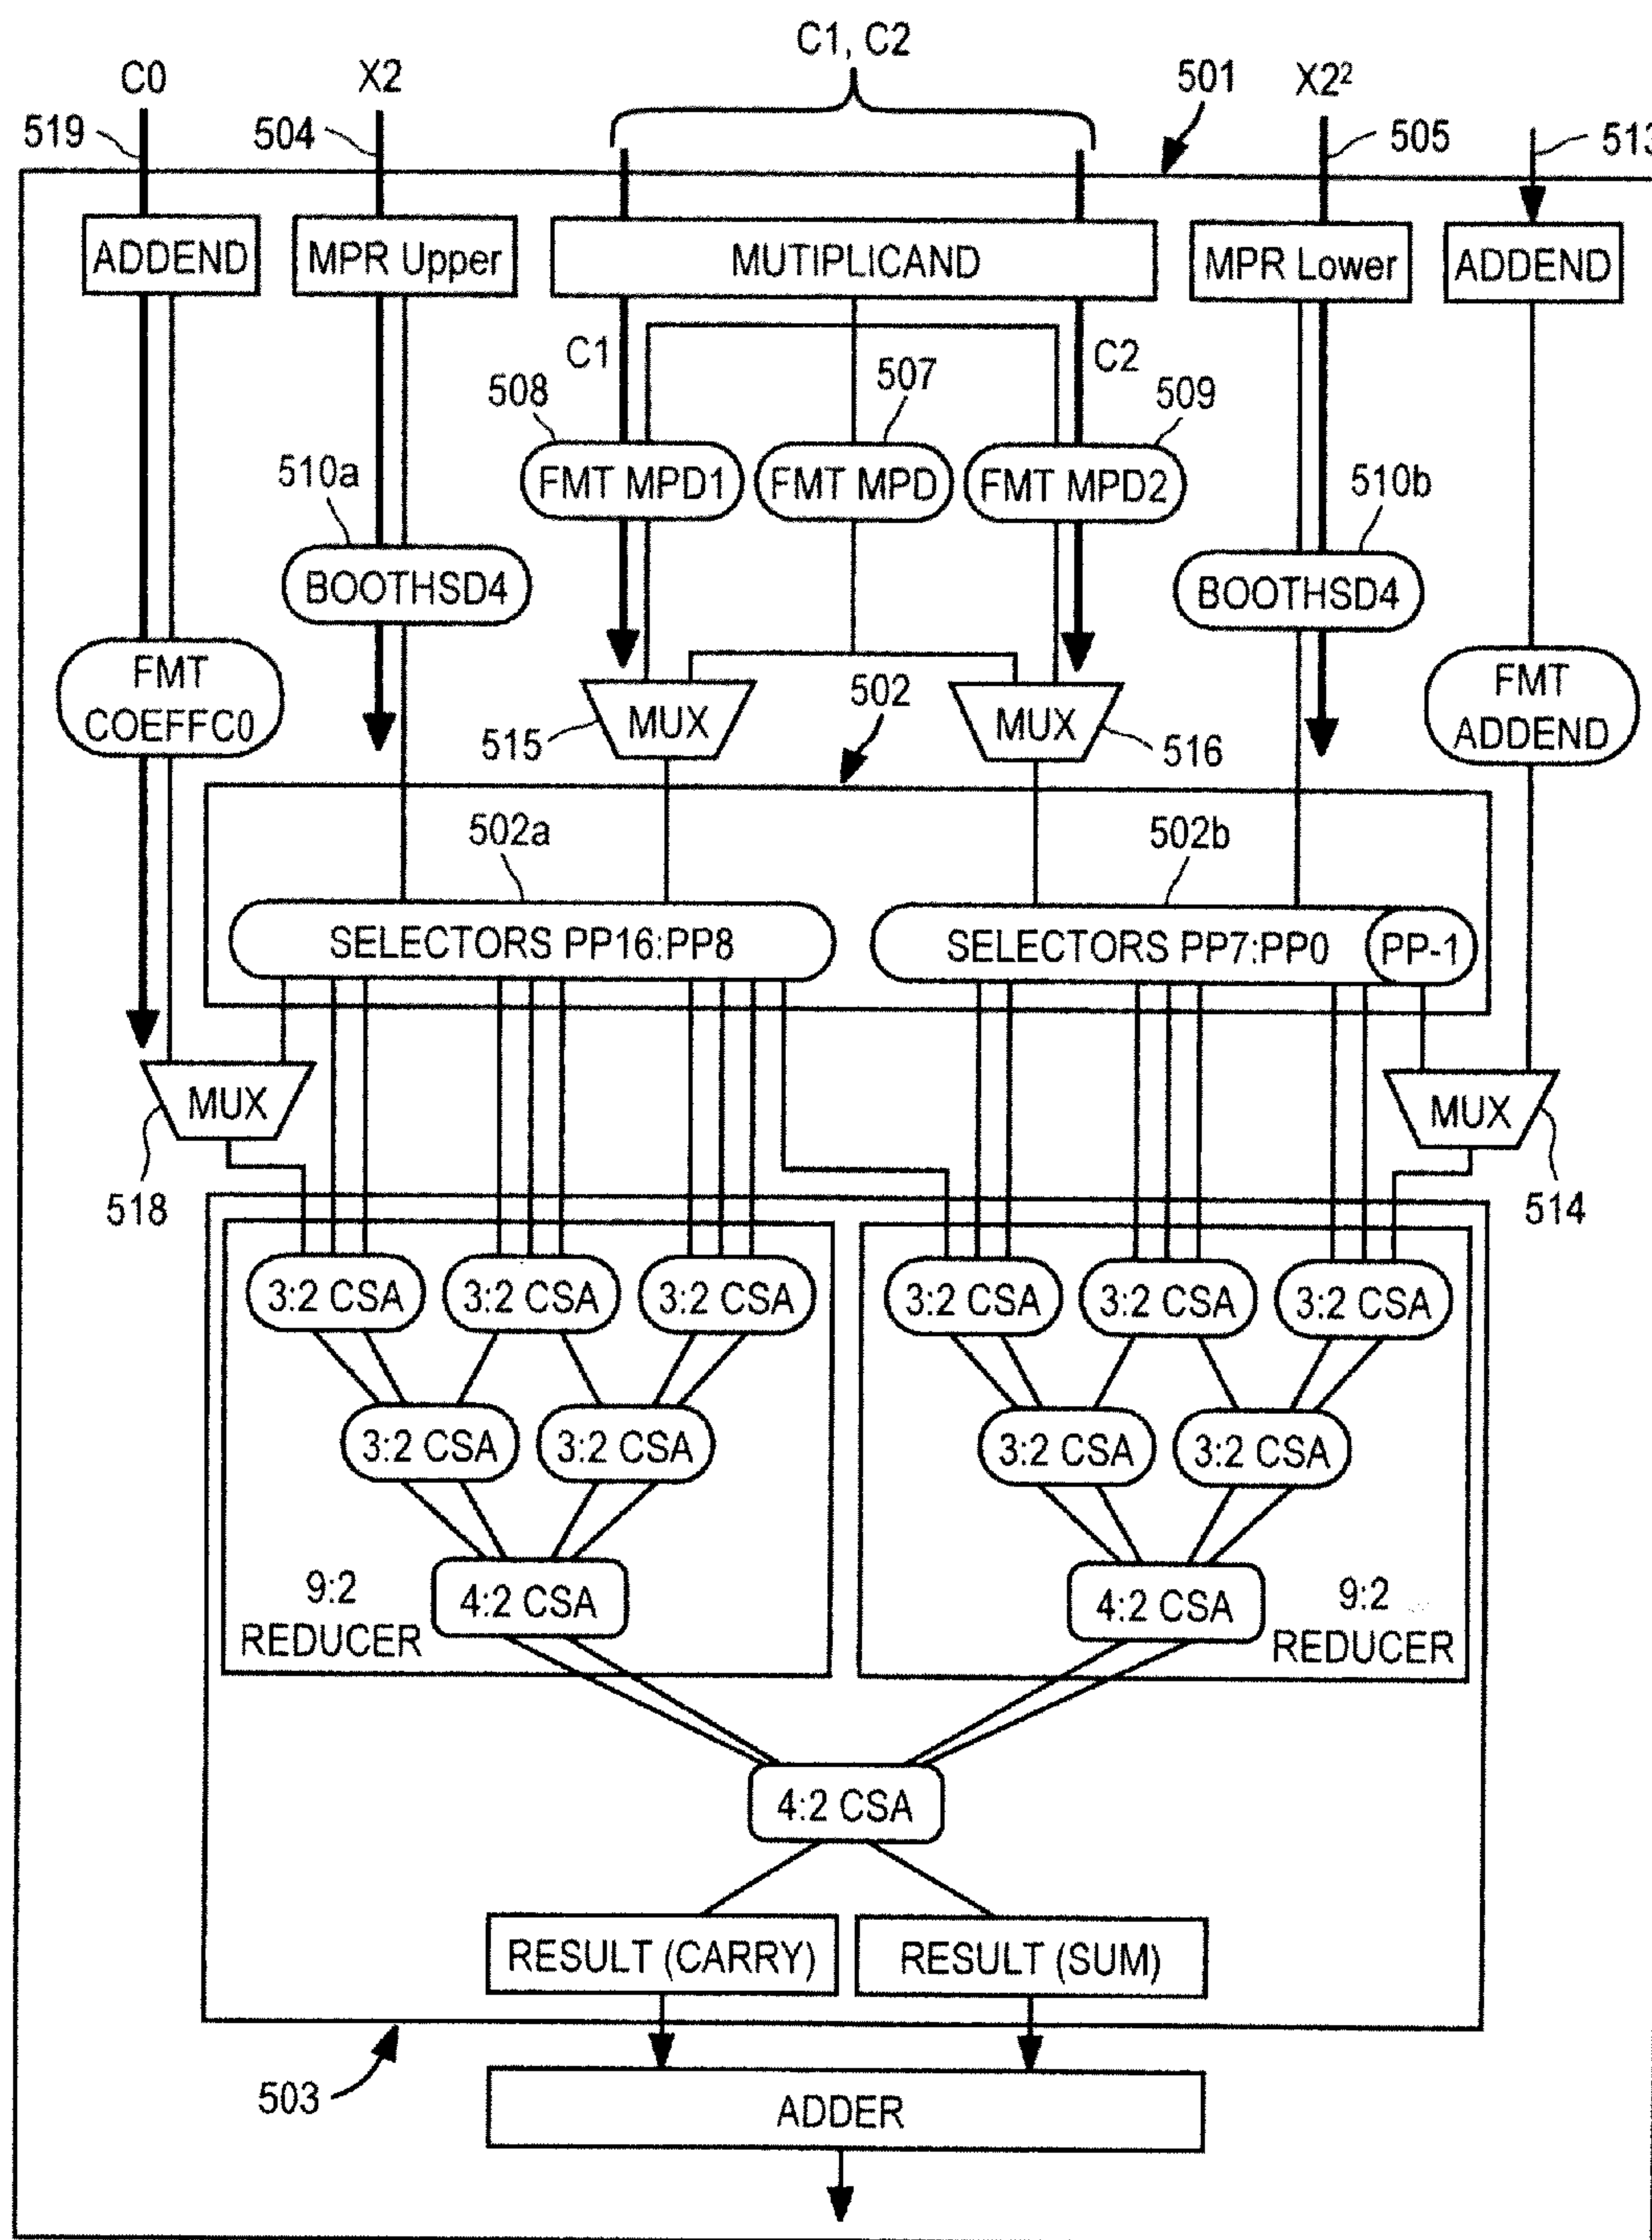 C1, C2
C0
X2
501
X2²
519
504
505
513
ADDEND
MPR Upper
MUTIPLICAND
MPR Lower
ADDEND
C1
C2
508
507
509
510a
510b
FMT MPD1
FMT MPD
FMT MPD2
BOOTHSD4
BOOTHSD4
FMT
COEFFC0
FMT
ADDEND
502
515
MUX
MUX
516
502a
502b
SELECTORS PP16:PP8
SELECTORS PP7:PP0
PP-1
MUX
MUX
518
514
3:2 CSA
3:2 CSA
3:2 CSA
3:2 CSA
3:2 CSA
3:2 CSA
3:2 CSA
3:2 CSA
3:2 CSA
3:2 CSA
9:2
REDUCER
4:2 CSA
4:2 CSA
9:2
REDUCER
4:2 CSA
RESULT (CARRY)
RESULT (SUM)
503
ADDER